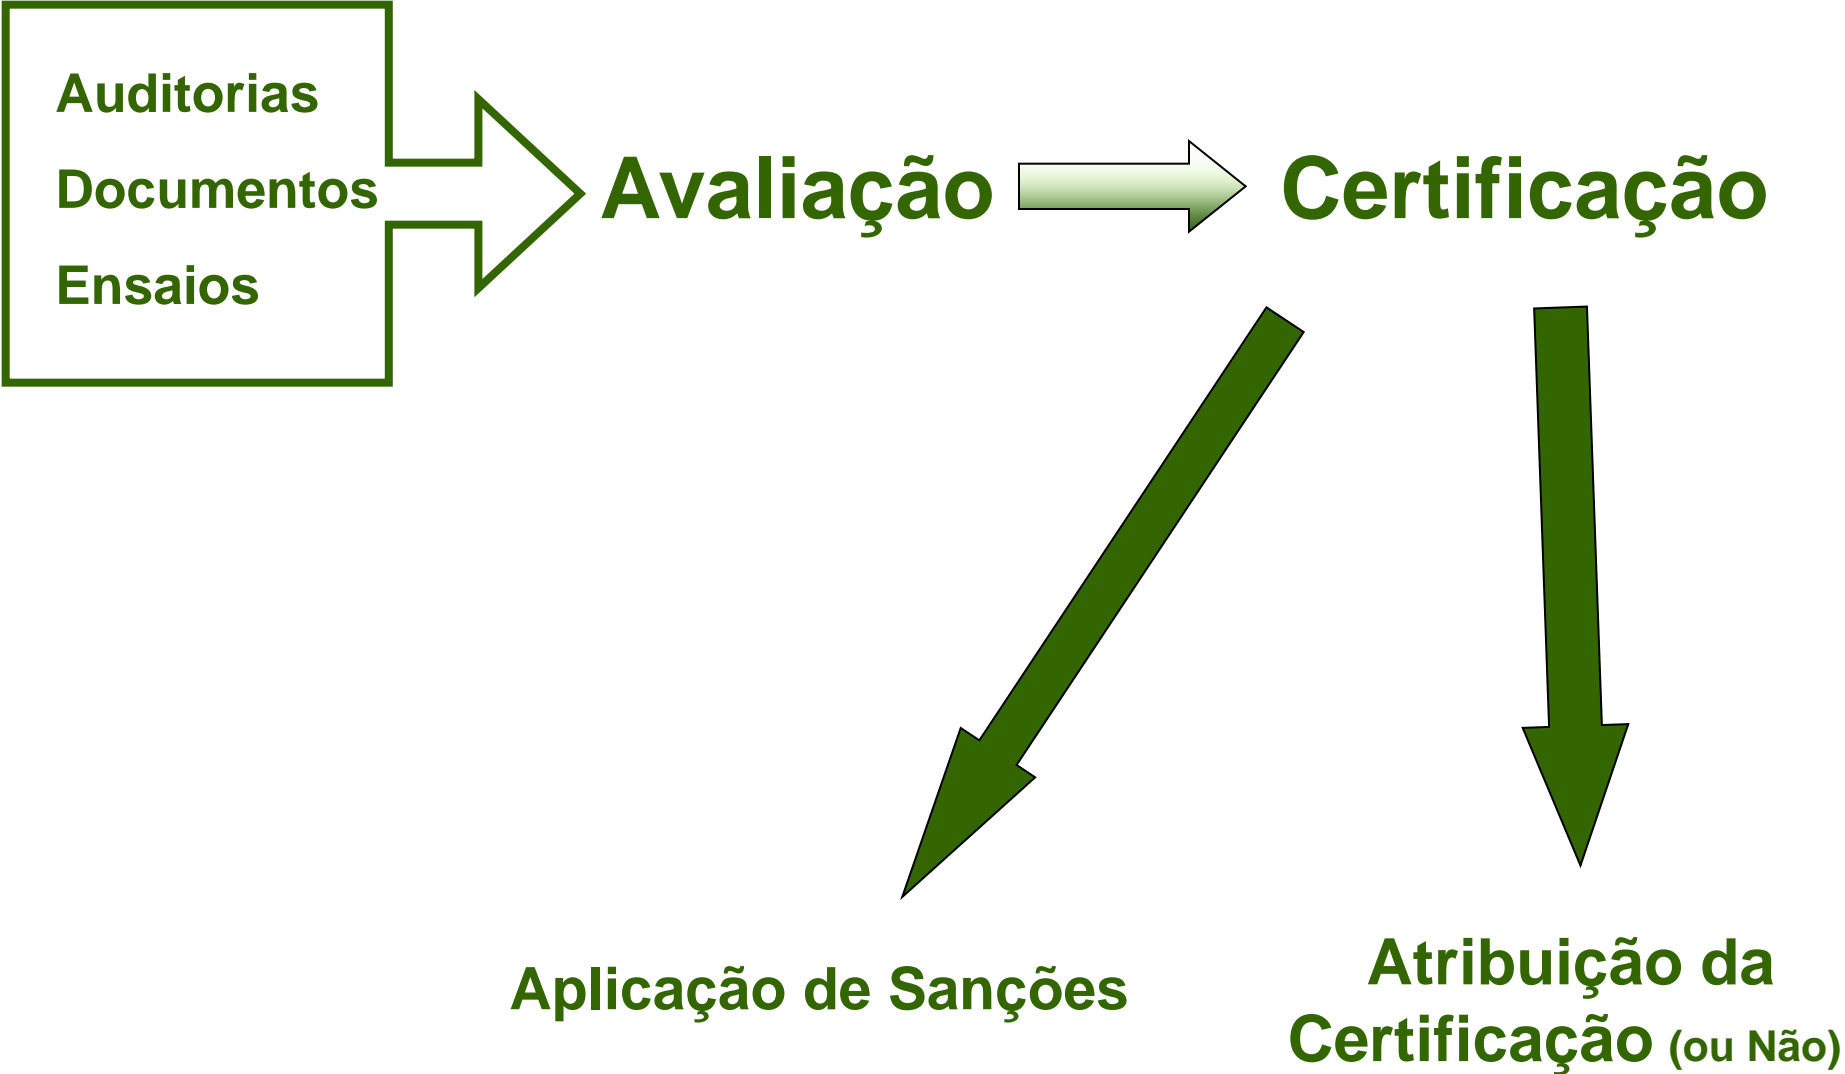 Auditorias
Documentos
Ensaios
Avaliação
Certificação
Aplicação de Sanções
Atribuição da
Certificação (ou Não)